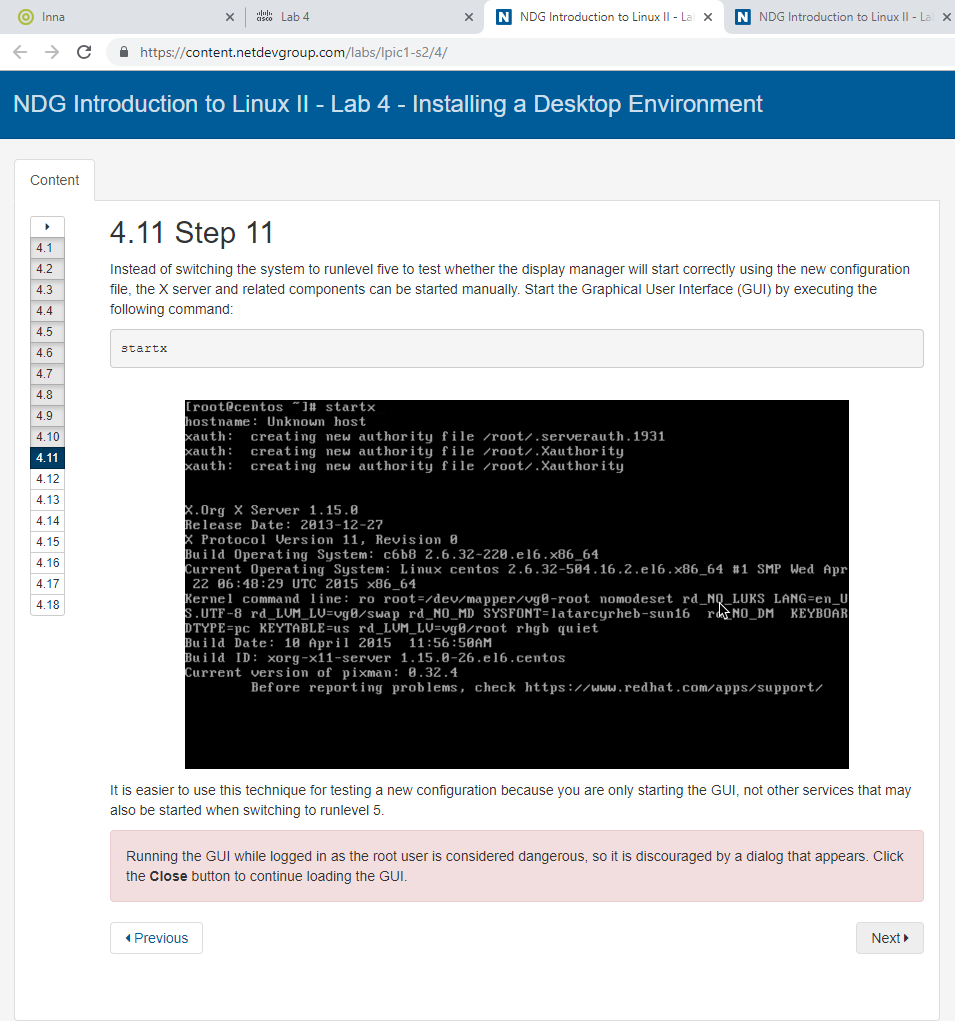 Inna
cisco Lab 4
NDG Introduction to Linux II - La
NDG Introduction to Linux II - La
https://content.netdevgroup.com/labs/lpic1-s2/4/
NDG Introduction to Linux II - Lab 4 - Installing a Desktop Environment
Content
4.1
4.2
4.3
4.4
4.5
4.6
4.7
4.8
4.9
4.10
4.11
4.12
4.13
4.14
4.15
4.16
4.17
4.18
4.11 Step 11
Instead of switching the system to runlevel five to test whether the display manager will start correctly using the new configuration
file, the X server and related components can be started manually. Start the Graphical User Interface (GUI) by executing the
following command:
startx
[root@centos ~]# startx
hostname: Unknown host
xauth:  creating new authority file /root/.serverauth.1931
xauth:  creating new authority file /root/.Xauthority
xauth:  creating new authority file /root/.Xauthority
X.Org X Server 1.15.0
Release Date: 2013-12-27
X Protocol Version 11, Revision 0
Build Operating System: c6b8 2.6.32-220.el6.x86_64
Current Operating System: Linux centos 2.6.32-504.16.2.el6.x86_64 #1 SMP Wed Apr
22 06:48:29 UTC 2015 x86_64
Kernel command line: ro root=/dev/mapper/vg0-root nomodeset rd_NO_LUKS LANG=en_U
S.UTF-8 rd_LVM_LV=vg0/swap rd_NO_MD SYSFONT=latarcyrheb-sun16  rd_NO_DM  KEYBOAR
DTYPE=pc KEYTABLE=us rd_LVM_LV=vg0/root rhgb quiet
Build Date: 10 April 2015  11:56:50AM
Build ID: xorg-x11-server 1.15.0-26.el6.centos
Current version of pixman: 0.32.4
Before reporting problems, check https://www.redhat.com/apps/support/
It is easier to use this technique for testing a new configuration because you are only starting the GUI, not other services that may
also be started when switching to runlevel 5.
Running the GUI while logged in as the root user is considered dangerous, so it is discouraged by a dialog that appears. Click
the Close button to continue loading the GUI.
Previous
Next